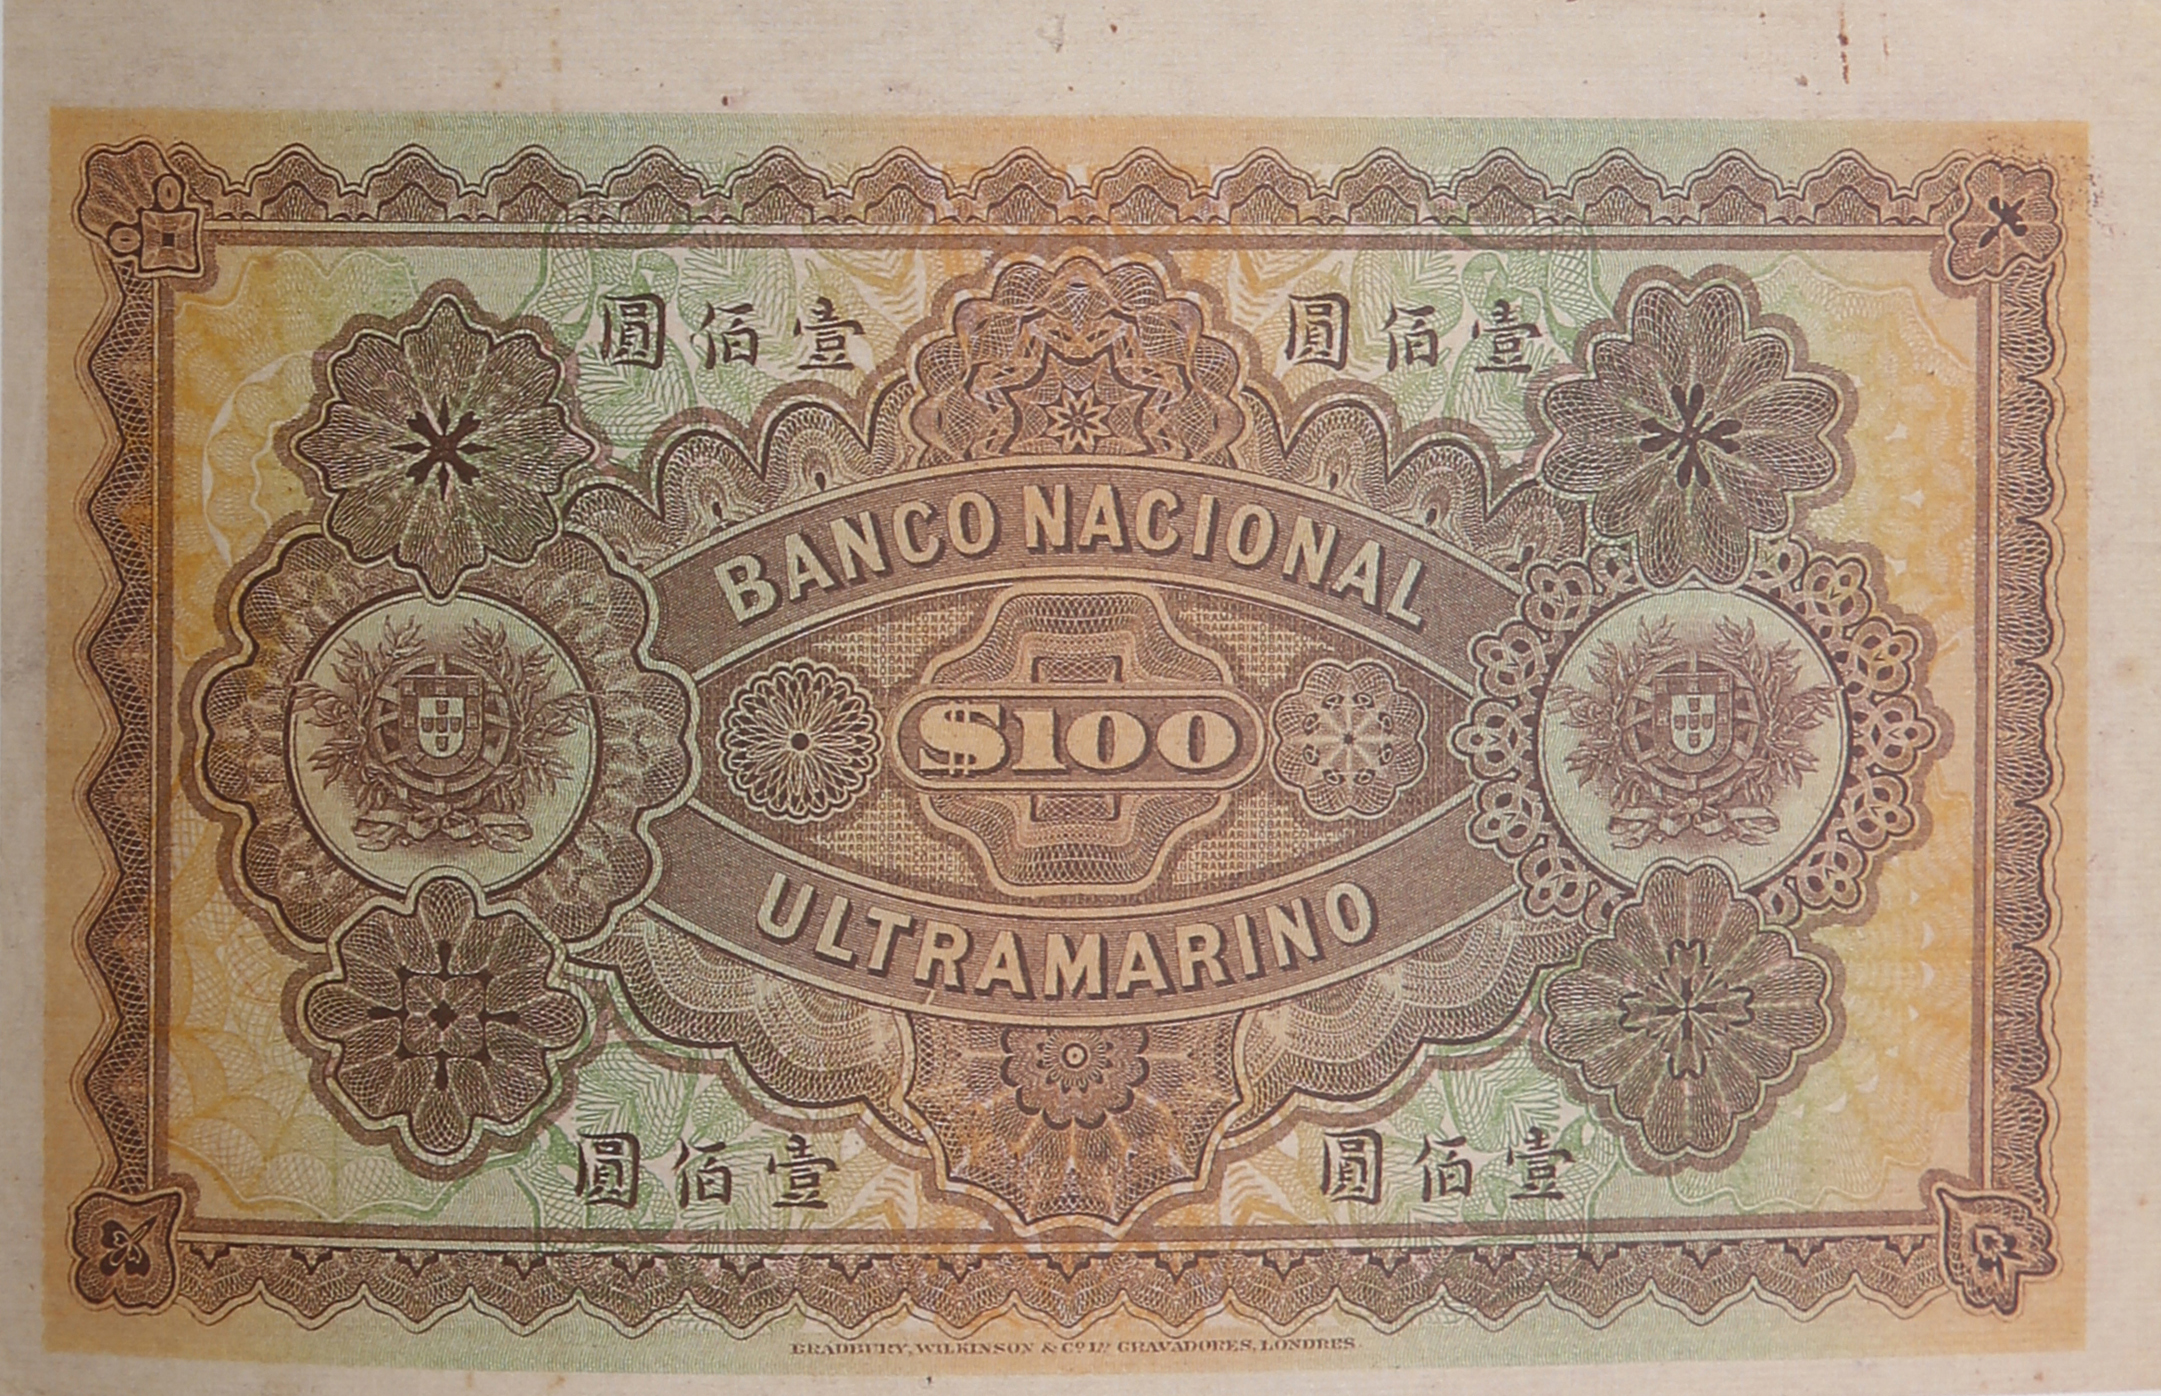 壹佰圓 壹佰圓
BANCO NACIONAL
$100
ULTRAMARINO
壹佰圓 壹佰圓
BRADBURY, WILKINSON & Cº Lᴰ GRAVADORES, LONDRES.